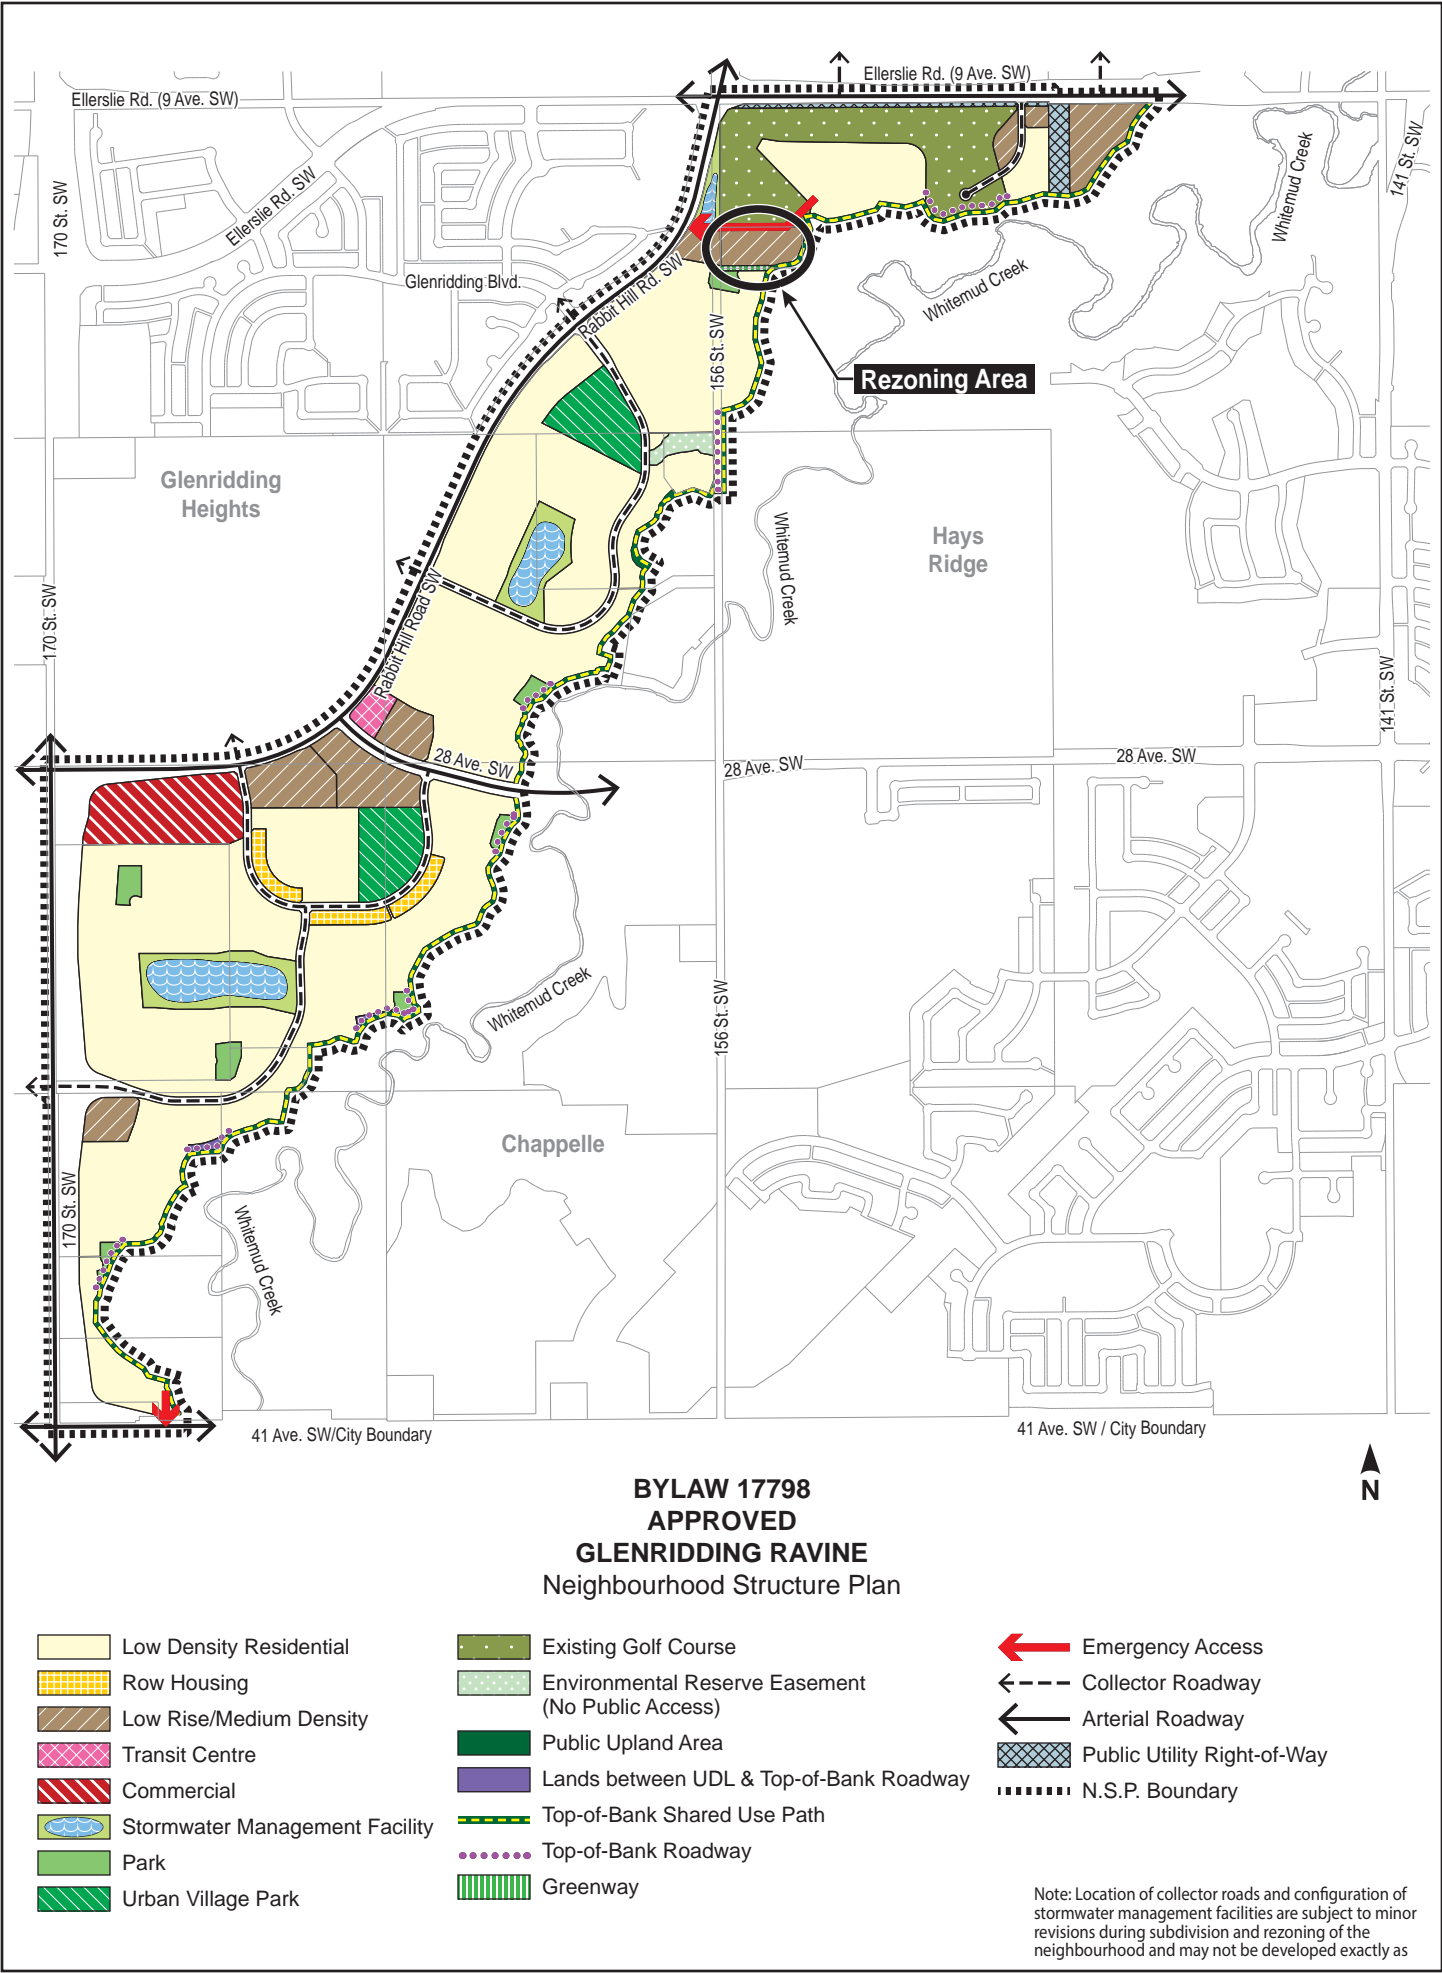 Ellerslie Rd. (9 Ave. SW)
Ellerslie Rd. (9 Ave. SW)
170 St. SW
Ellerslie Rd. SW
141 St. SW
Whitemud Creek
Whitemud Creek
Glenridding Blvd.
Rabbit Hill Rd. SW
156 St. SW
Rezoning Area
Glenridding
Heights
Hays
Ridge
Whitemud Creek
170 St. SW
Rabbit Hill Road SW
141 St. SW
28 Ave. SW
28 Ave. SW
28 Ave. SW
Whitemud Creek
156 St. SW
Chappelle
170 St. SW
Whitemud Creek
41 Ave. SW/City Boundary
41 Ave. SW / City Boundary
N
BYLAW 17798
APPROVED
GLENRIDDING RAVINE
Neighbourhood Structure Plan
Low Density Residential
Row Housing
Low Rise/Medium Density
Transit Centre
Commercial
Stormwater Management Facility
Park
Urban Village Park
Existing Golf Course
Environmental Reserve Easement
(No Public Access)
Public Upland Area
Lands between UDL & Top-of-Bank Roadway
Top-of-Bank Shared Use Path
Top-of-Bank Roadway
Greenway
Emergency Access
Collector Roadway
Arterial Roadway
Public Utility Right-of-Way
N.S.P. Boundary
Note: Location of collector roads and configuration of
stormwater management facilities are subject to minor
revisions during subdivision and rezoning of the
neighbourhood and may not be developed exactly as